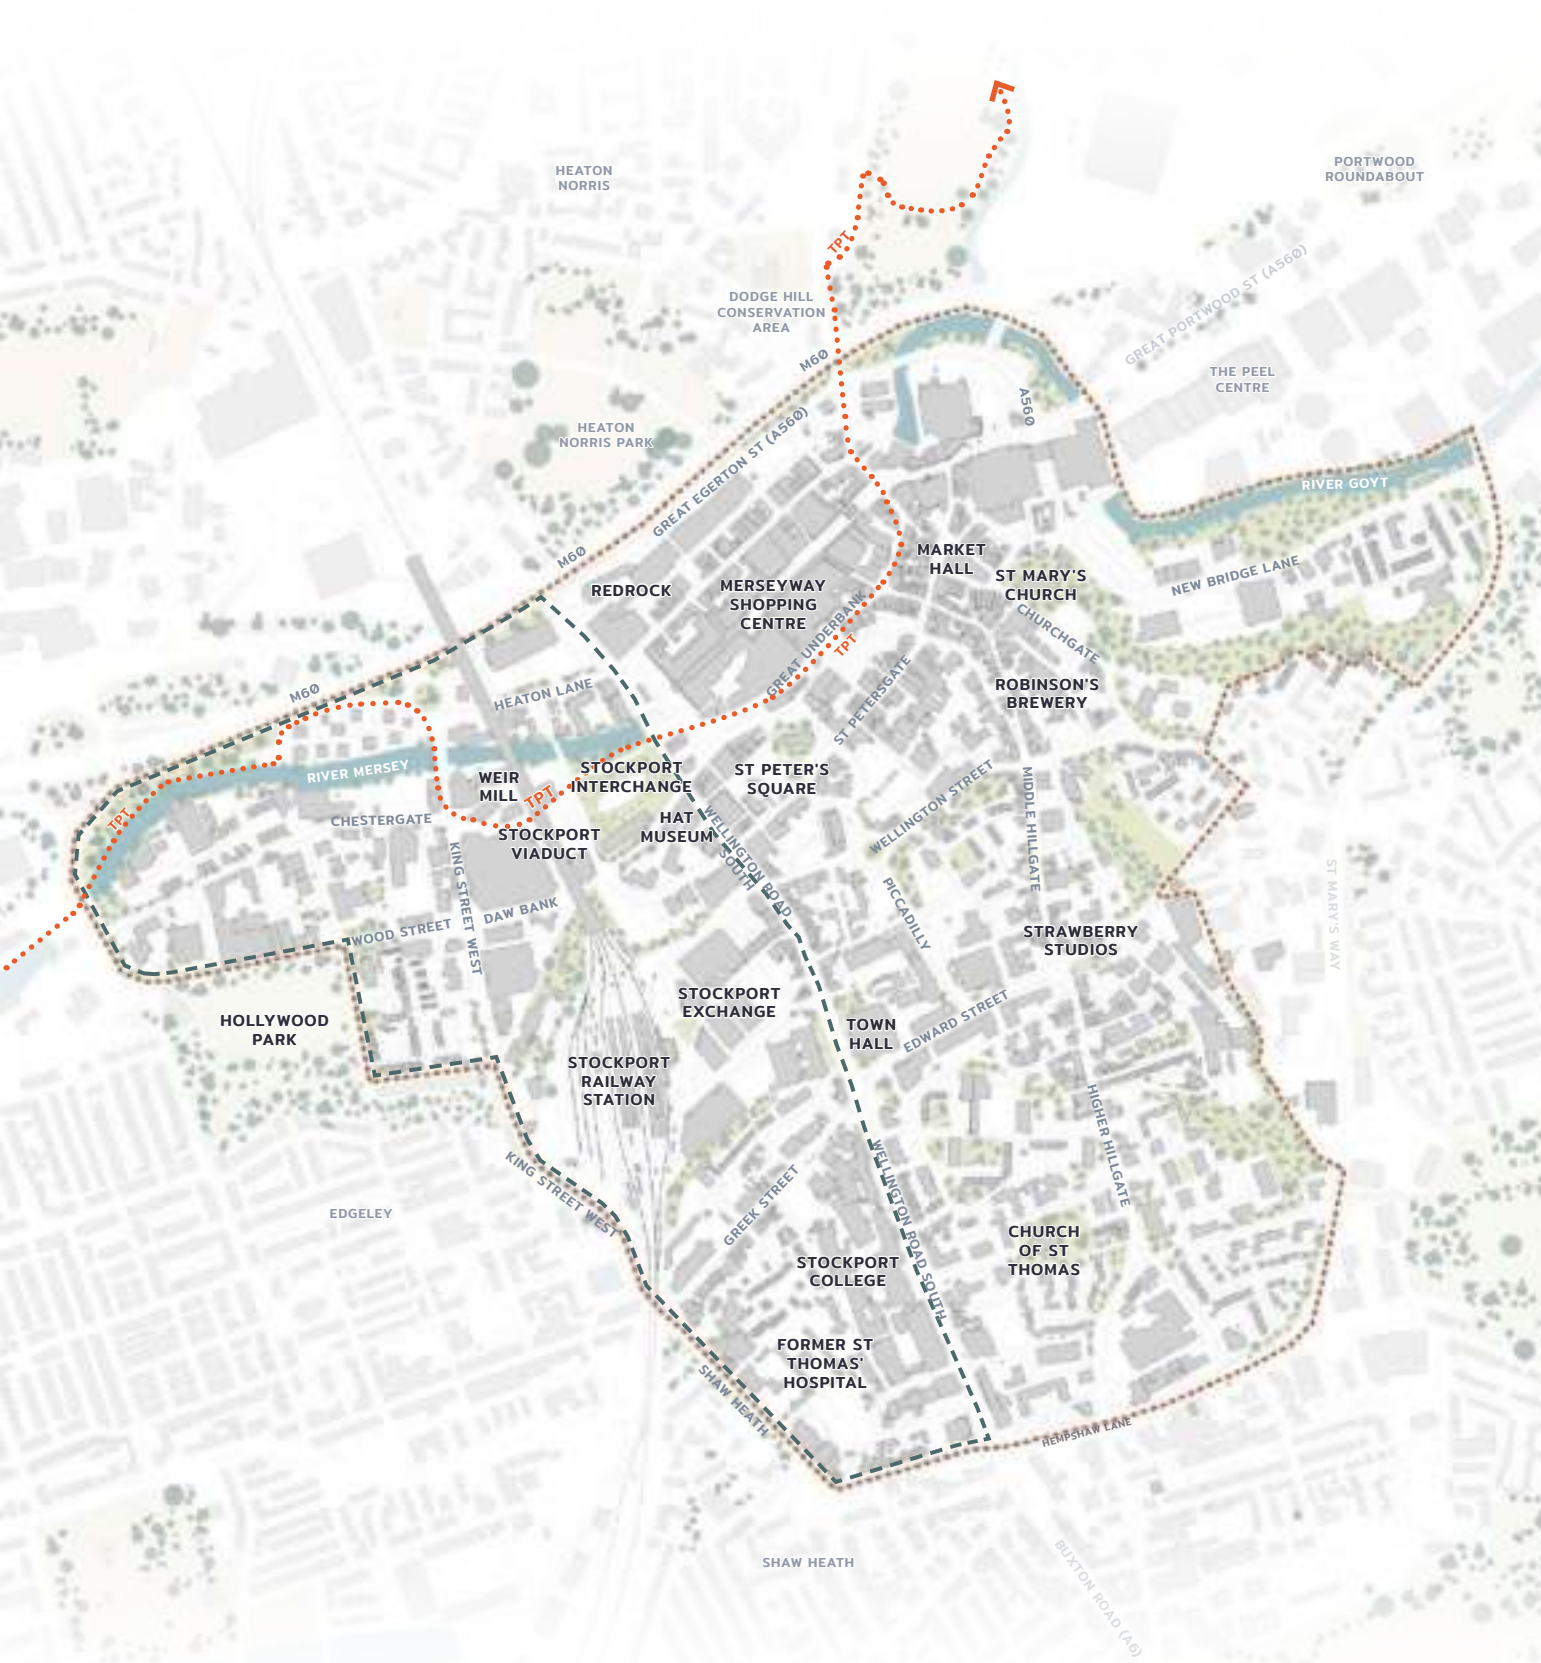 HEATON
NORRIS
PORTWOOD
ROUNDABOUT
TPT
GREAT PORTWOOD ST (A560)
DODGE HILL
CONSERVATION
AREA
M60
THE PEEL
CENTRE
A560
HEATON
NORRIS PARK
GREAT EGERTON ST (A560)
RIVER GOYT
M60
MARKET
HALL
ST MARY'S
CHURCH
NEW BRIDGE LANE
REDROCK
MERSEYWAY
SHOPPING
CENTRE
GREAT UNDERBANK
TPT
CHURCHGATE
M60
HEATON LANE
ST PETERSGATE
ROBINSON'S
BREWERY
RIVER MERSEY
WEIR
MILL
TPT
STOCKPORT
INTERCHANGE
ST PETER'S
SQUARE
WELLINGTON STREET
MIDDLE HILLGATE
TPT
CHESTERGATE
STOCKPORT
VIADUCT
HAT
MUSEUM
WELLINGTON ROAD
SOUTH
KING STREET WEST
WOOD STREET
DAW BANK
PICCADILLY
ST MARY'S WAY
STRAWBERRY
STUDIOS
STOCKPORT
EXCHANGE
TOWN
HALL
EDWARD STREET
HOLLYWOOD
PARK
STOCKPORT
RAILWAY
STATION
HIGHER HILLGATE
KING STREET WEST
EDGELEY
GREEK STREET
WELLINGTON ROAD SOUTH
CHURCH
OF ST
THOMAS
STOCKPORT
COLLEGE
FORMER ST
THOMAS'
HOSPITAL
SHAW HEATH
HEMPSHAW LANE
SHAW HEATH
BUXTON ROAD (A6)